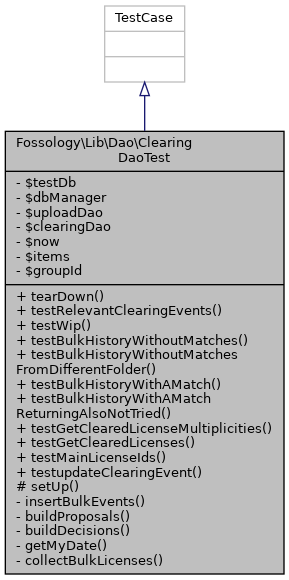 TestCase
Fossology\Lib\Dao\Clearing
DaoTest
- $testDb
- $dbManager
- $uploadDao
- $clearingDao
- $now
- $items
- $groupId
+ tearDown()
+ testRelevantClearingEvents()
+ testWip()
+ testBulkHistoryWithoutMatches()
+ testBulkHistoryWithoutMatches
FromDifferentFolder()
+ testBulkHistoryWithAMatch()
+ testBulkHistoryWithAMatch
ReturningAlsoNotTried()
+ testGetClearedLicenseMultiplicities()
+ testGetClearedLicenses()
+ testMainLicenseIds()
+ testupdateClearingEvent()
# setUp()
- insertBulkEvents()
- buildProposals()
- buildDecisions()
- getMyDate()
- collectBulkLicenses()